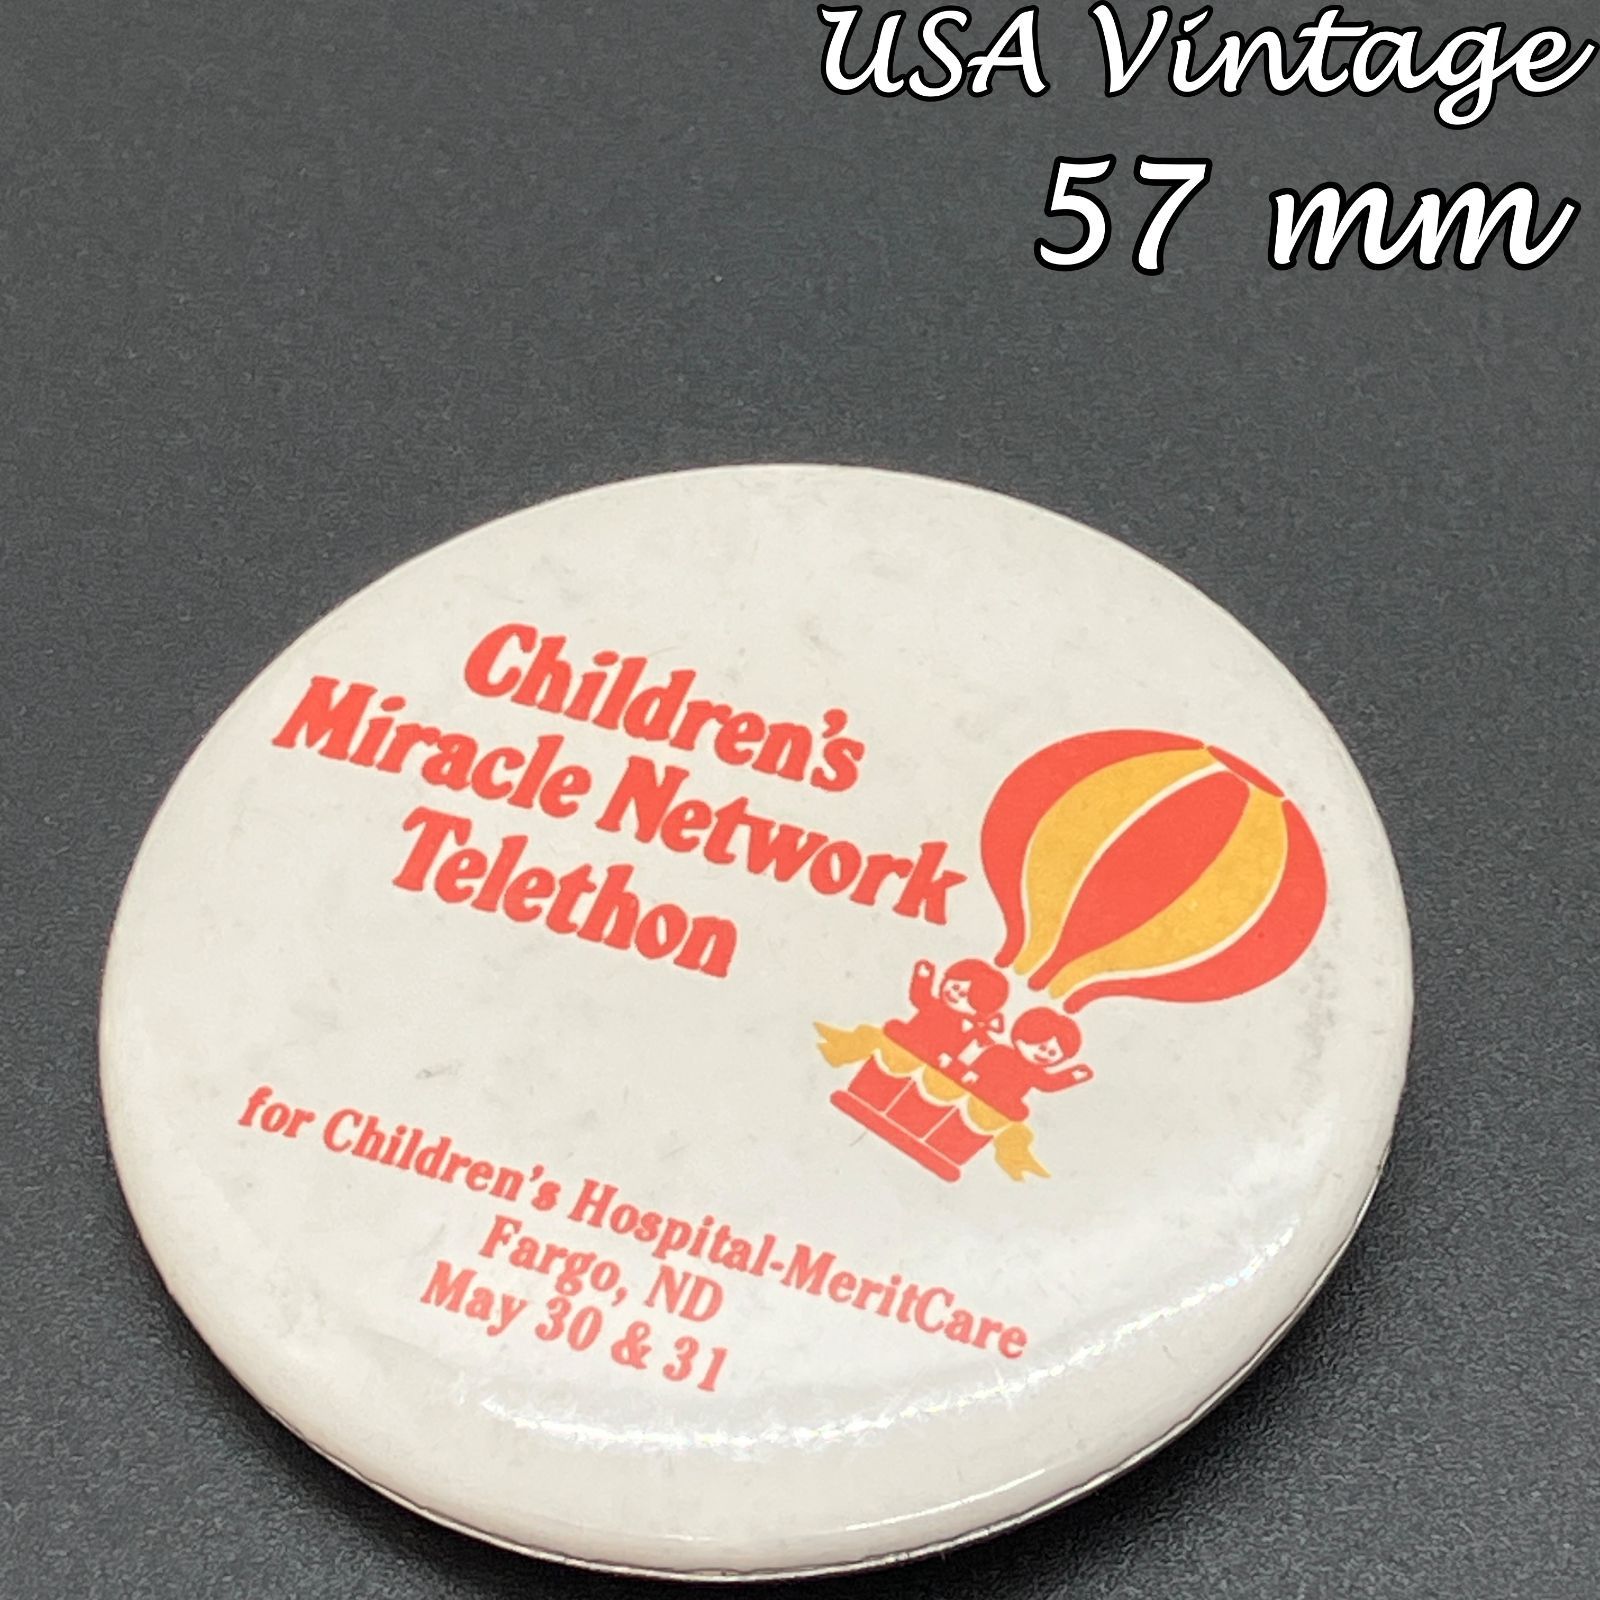 USA Vintage
57 mm
Children's
Miracle Network
Telethon
for Children's Hospital-MeritCare
Fargo, ND
May 30 & 31